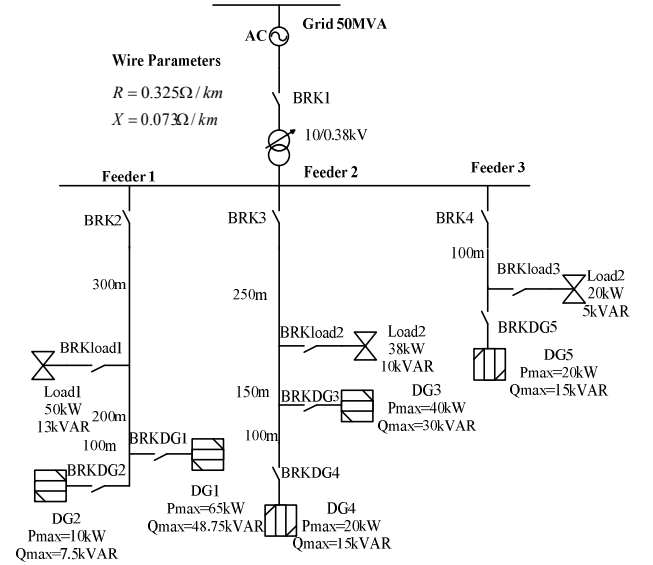 Grid 50MVA
AC
Wire Parameters
R = 0.325Ω/km
X = 0.073Ω/km
BRK1
10/0.38kV
Feeder 1
Feeder 2
Feeder 3
BRK2
BRK3
BRK4
100m
300m
250m
BRKload3
Load2
20kW
5kVAR
BRKDG5
BRKload1
Load1
50kW
13kVAR
BRKload2
Load2
38kW
10kVAR
DG5
Pmax=20kW
Qmax=15kVAR
200m
100m
BRKDG1
150m
BRKDG3
DG3
Pmax=40kW
Qmax=30kVAR
100m
BRKDG2
DG2
Pmax=10kW
Qmax=7.5kVAR
DG1
Pmax=65kW
Qmax=48.75kVAR
BRKDG4
DG4
Pmax=20kW
Qmax=15kVAR